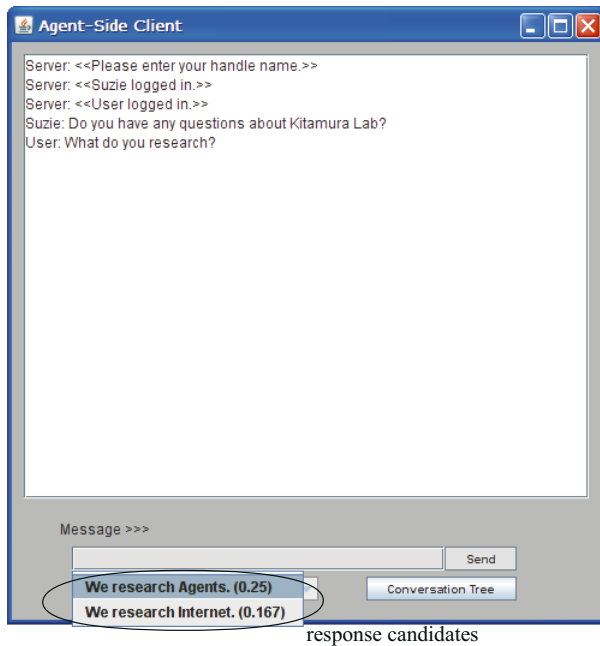 Agent-Side Client
Server: <<Please enter your handle name.>>
Server: <<Suzie logged in.>>
Server: <<User logged in.>>
Suzie: Do you have any questions about Kitamura Lab?
User: What do you research?
Message >>>
Send
We research Agents. (0.25)
Conversation Tree
We research Internet. (0.167)
response candidates